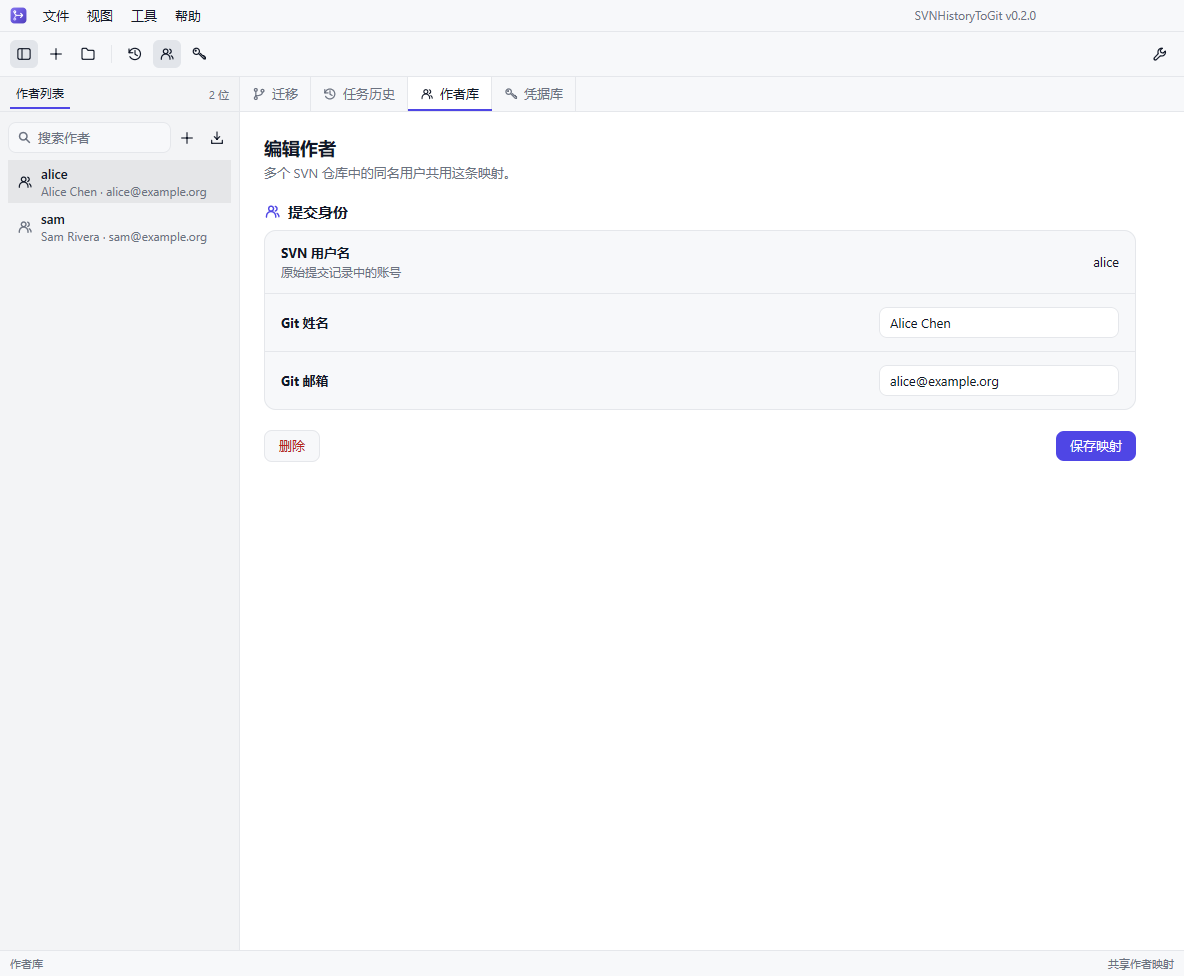 文件 视图 工具 帮助 SVNHistoryToGit v0.2.0
作者列表 2 位
迁移 任务历史 作者库 凭据库
搜索作者
alice
Alice Chen · alice@example.org
sam
Sam Rivera · sam@example.org
编辑作者
多个 SVN 仓库中的同名用户共用这条映射。
提交身份
SVN 用户名
原始提交记录中的账号
alice
Git 姓名 Alice Chen
Git 邮箱 alice@example.org
删除 保存映射
作者库 共享作者映射